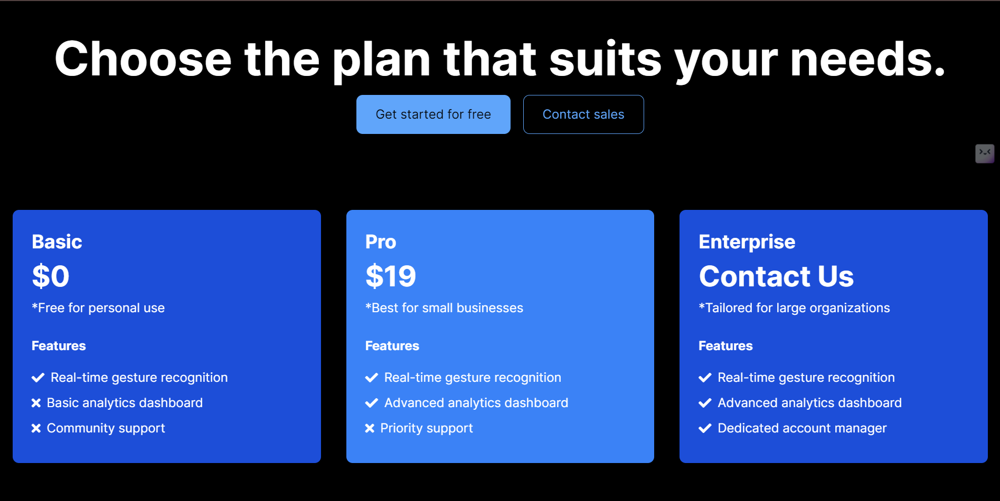 Choose the plan that suits your needs.
Get started for free
Contact sales
Basic
$0
*Free for personal use
Features
Real-time gesture recognition
Basic analytics dashboard
Community support
Pro
$19
*Best for small businesses
Features
Real-time gesture recognition
Advanced analytics dashboard
Priority support
Enterprise
Contact Us
*Tailored for large organizations
Features
Real-time gesture recognition
Advanced analytics dashboard
Dedicated account manager